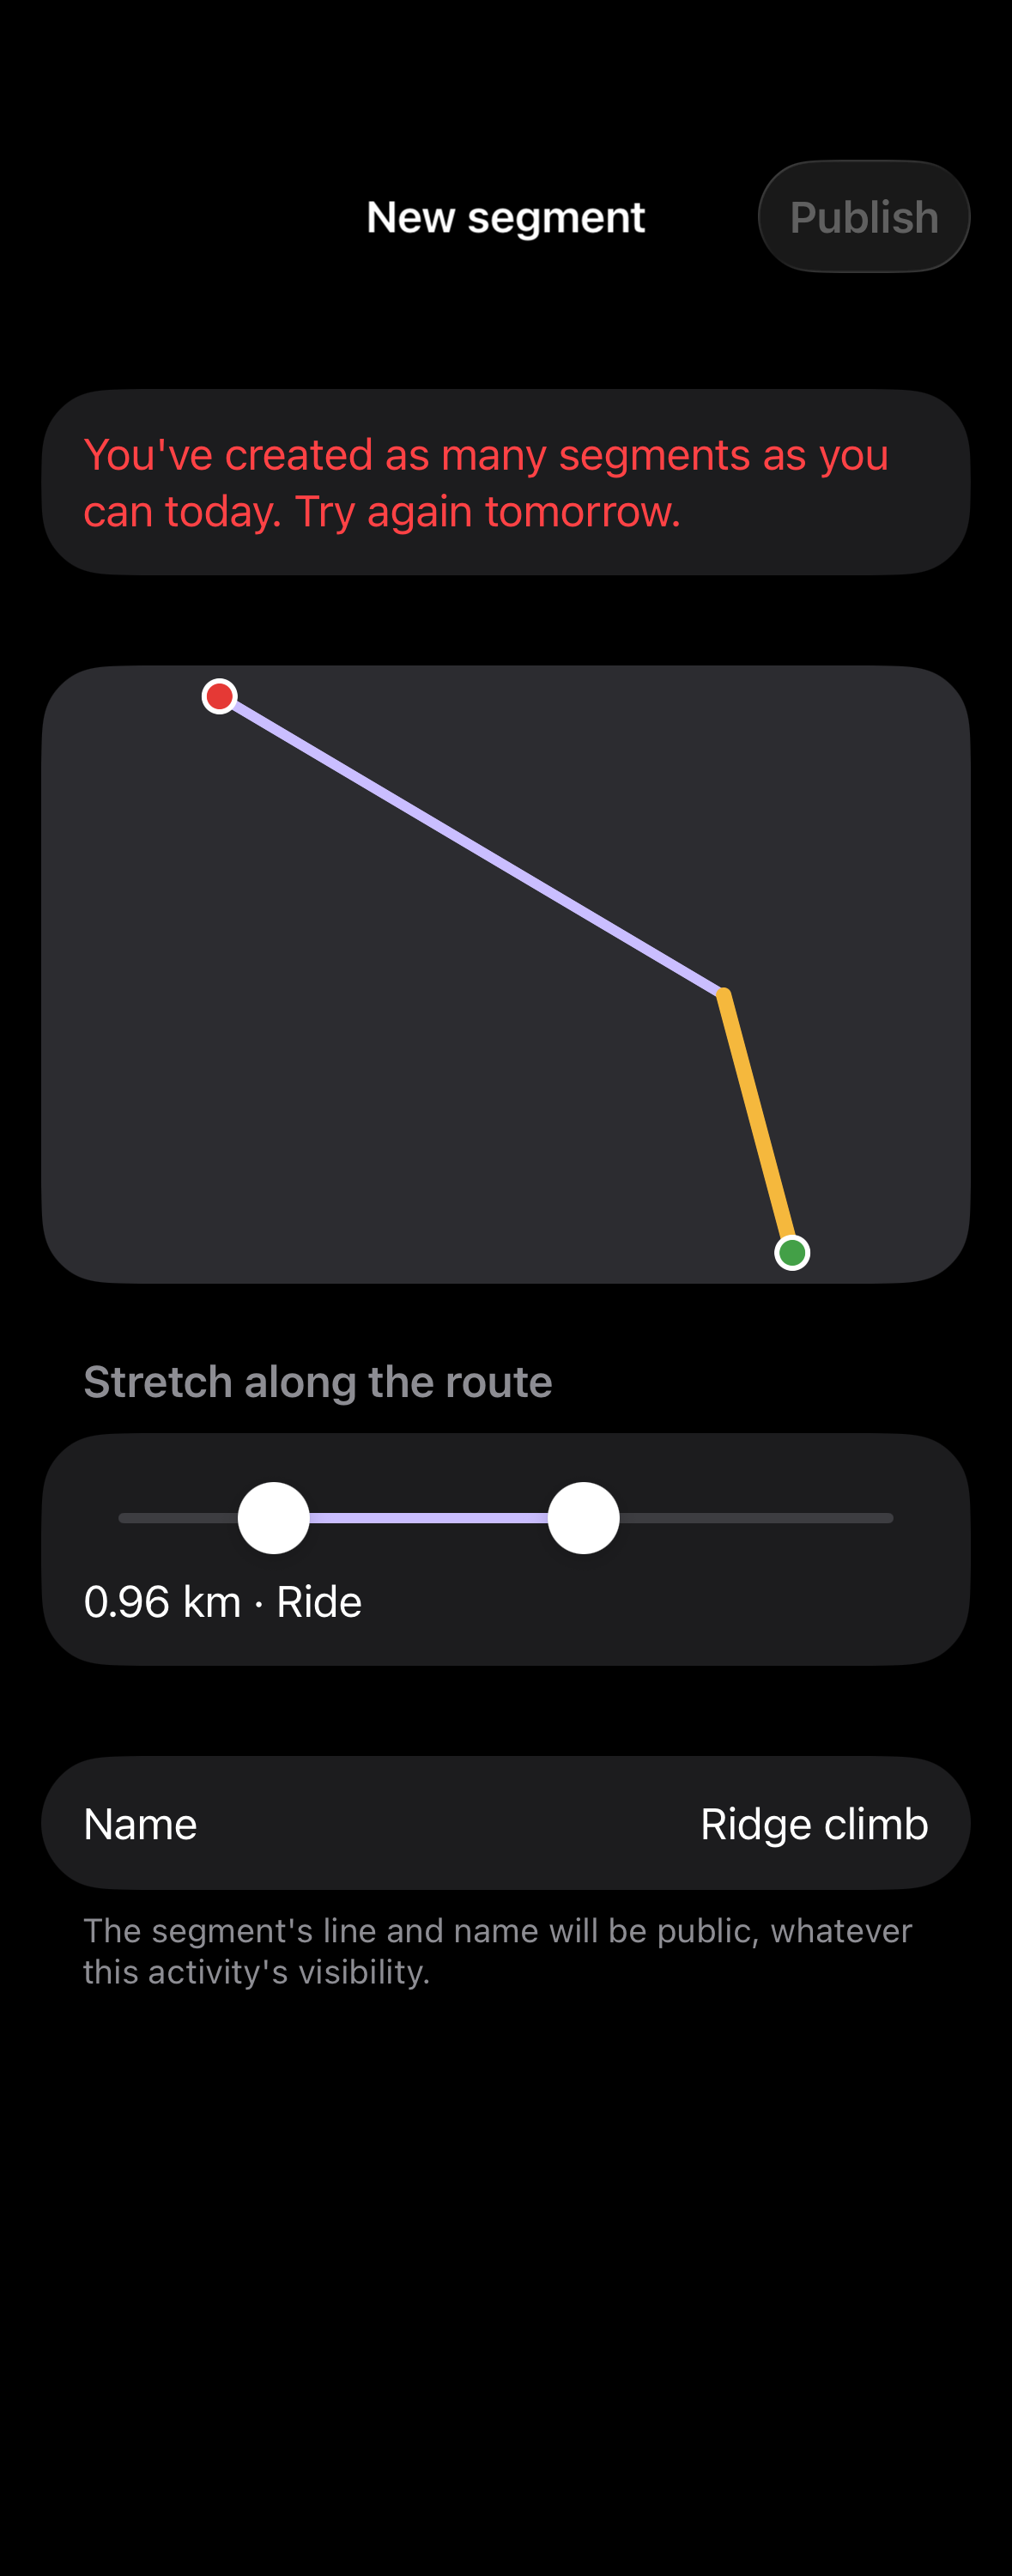 New segment
Publish
You've created as many segments as you
can today. Try again tomorrow.
Stretch along the route
0.96 km · Ride
Name
Ridge climb
The segment's line and name will be public, whatever
this activity's visibility.